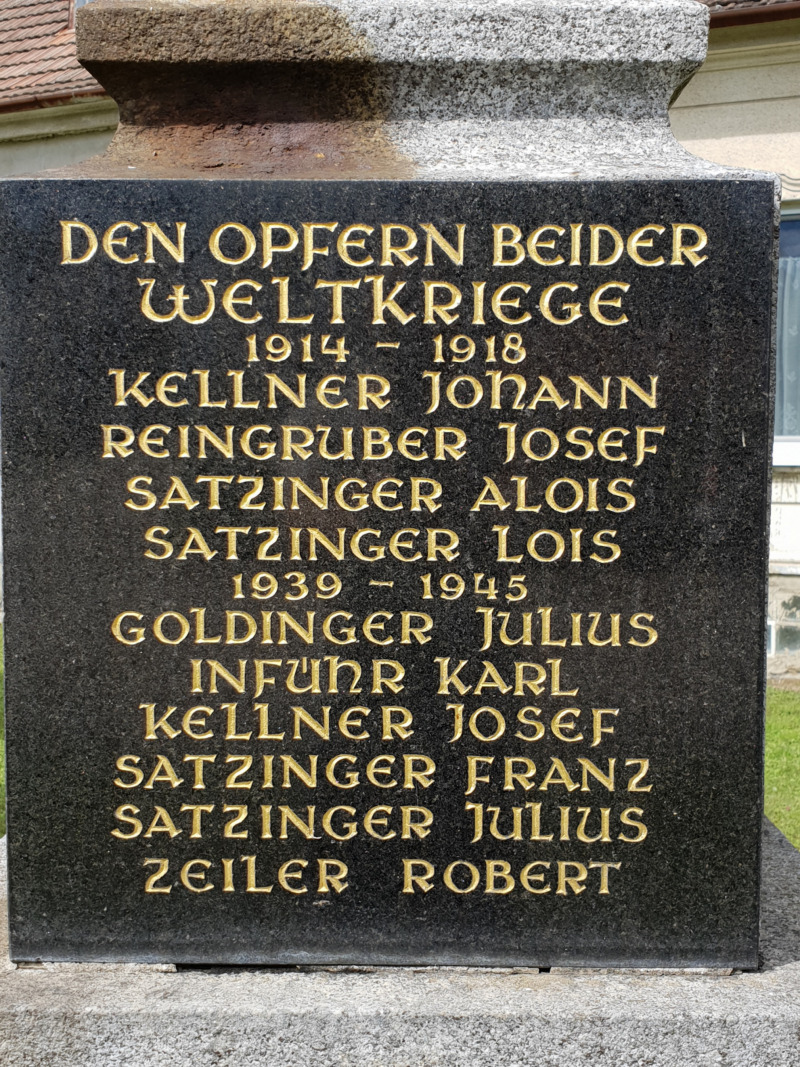 DEN OPFERN BEIDER
WELTKRIEGE
1914 – 1918
KELLNER JOHANN
REINGRUBER JOSEF
SATZINGER ALOIS
SATZINGER LOIS
1939 – 1945
GOLDINGER JULIUS
INFÜHR KARL
KELLNER JOSEF
SATZINGER FRANZ
SATZINGER JULIUS
ZEILER ROBERT